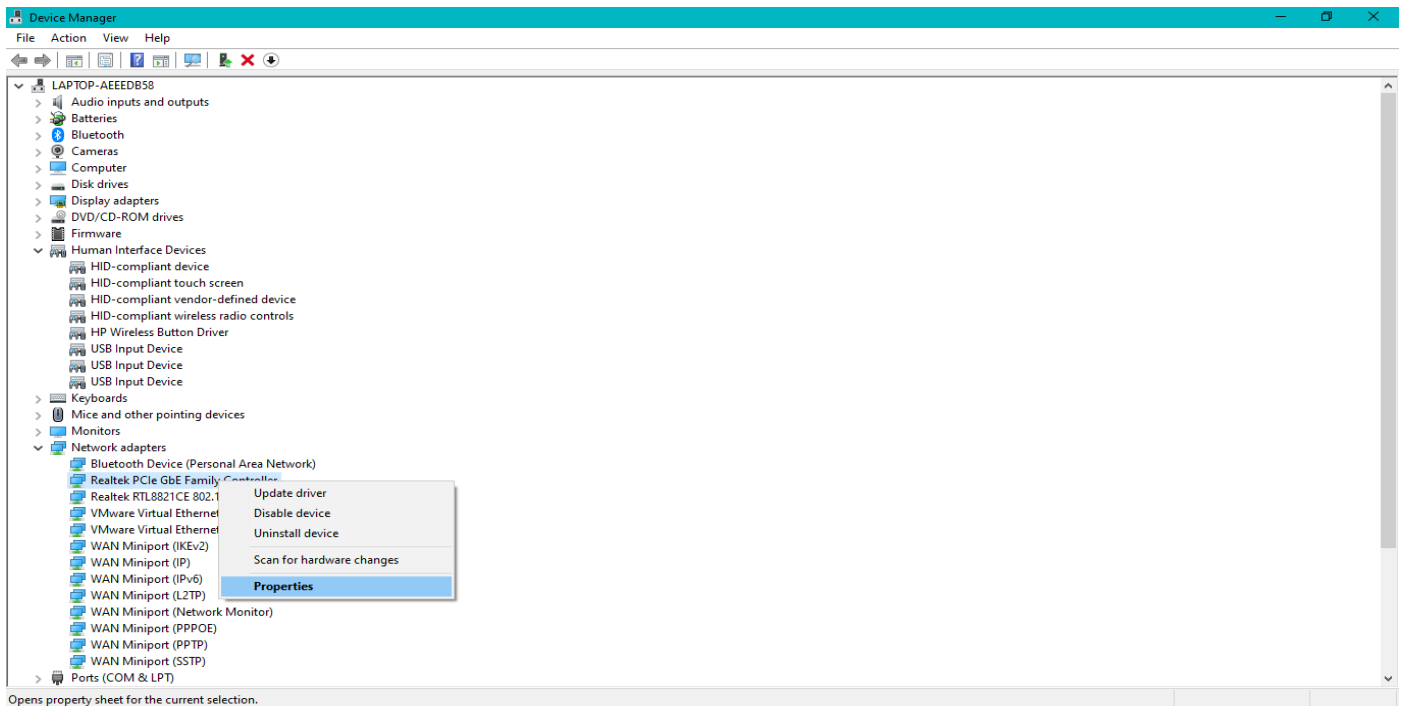 Device Manager
File Action View Help
LAPTOP-AEEEDB58
Audio inputs and outputs
Batteries
Bluetooth
Cameras
Computer
Disk drives
Display adapters
DVD/CD-ROM drives
Firmware
Human Interface Devices
HID-compliant device
HID-compliant touch screen
HID-compliant vendor-defined device
HID-compliant wireless radio controls
HP Wireless Button Driver
USB Input Device
USB Input Device
USB Input Device
Keyboards
Mice and other pointing devices
Monitors
Network adapters
Bluetooth Device (Personal Area Network)
Realtek PCIe GbE Family Controller
Realtek RTL8821CE 802.1
VMware Virtual Ethernet
VMware Virtual Ethernet
WAN Miniport (IKEv2)
WAN Miniport (IP)
WAN Miniport (IPv6)
WAN Miniport (L2TP)
WAN Miniport (Network Monitor)
WAN Miniport (PPPOE)
WAN Miniport (PPTP)
WAN Miniport (SSTP)
Ports (COM & LPT)
Update driver
Disable device
Uninstall device
Scan for hardware changes
Properties
Opens property sheet for the current selection.